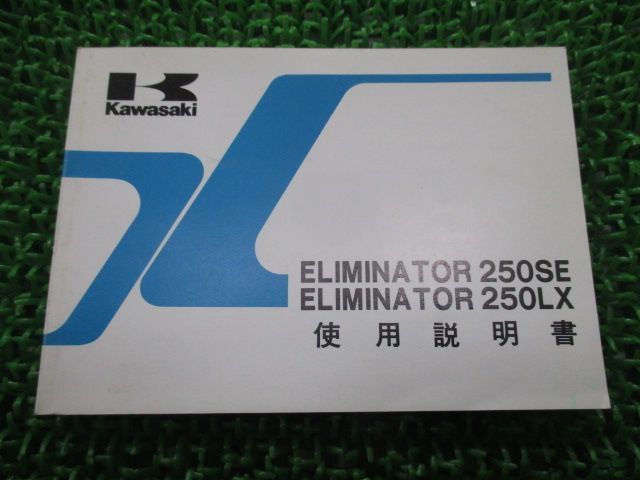 Kawasaki
ELIMINATOR 250SE
ELIMINATOR 250LX
使用説明書